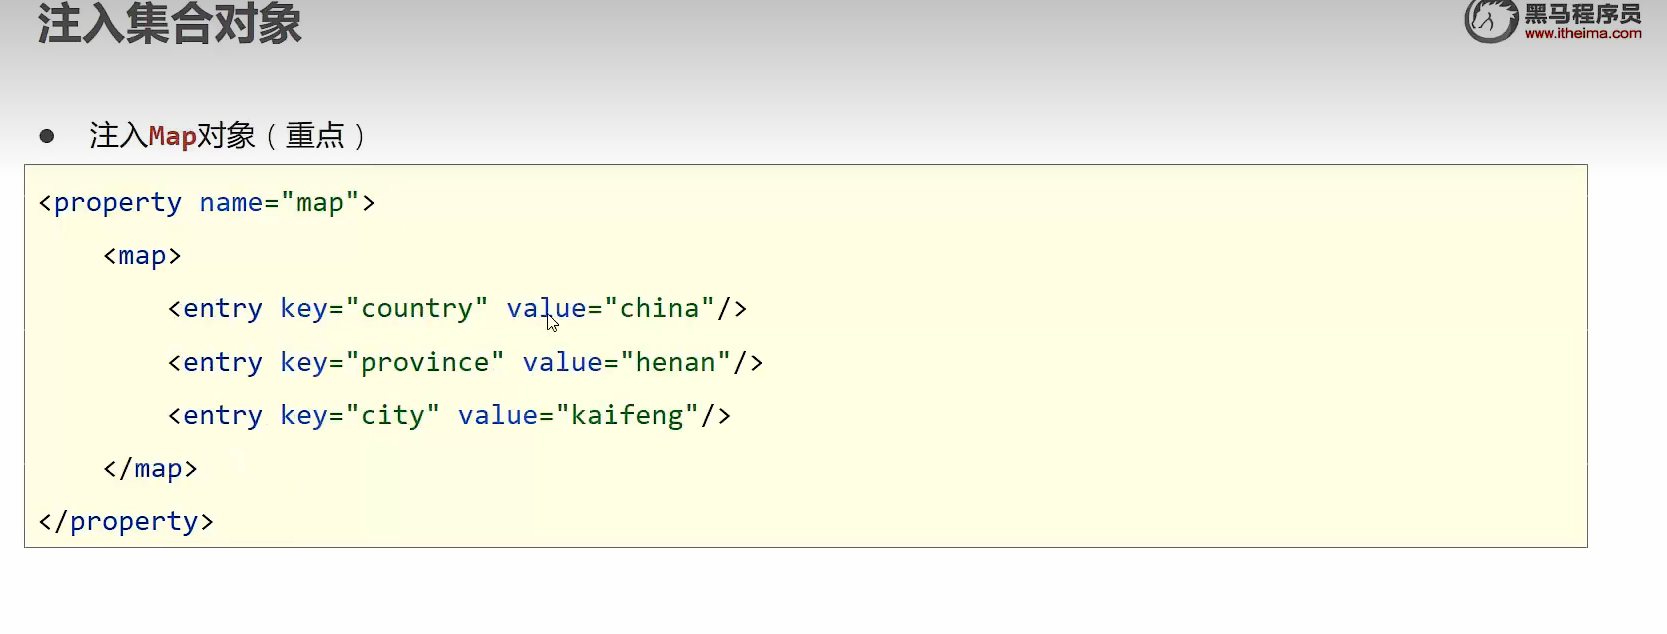 注入集合对象
黑马程序员
www.itheima.com
● 注入Map对象（重点）
<property name="map">
    <map>
        <entry key="country" value="china"/>
        <entry key="province" value="henan"/>
        <entry key="city" value="kaifeng"/>
    </map>
</property>